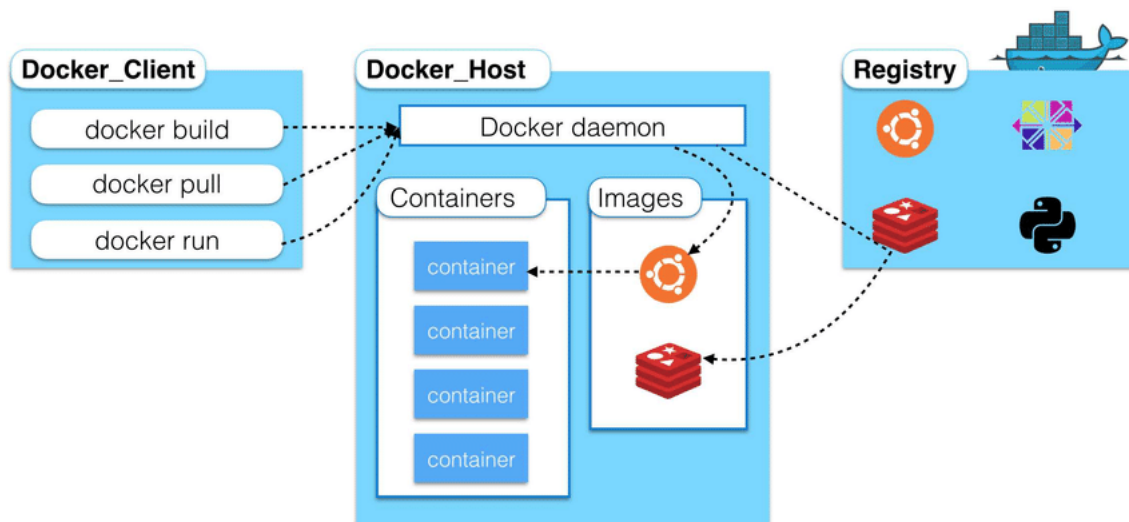 Docker_Client
docker build
docker pull
docker run
Docker_Host
Docker daemon
Containers
container
container
container
container
Images
Registry